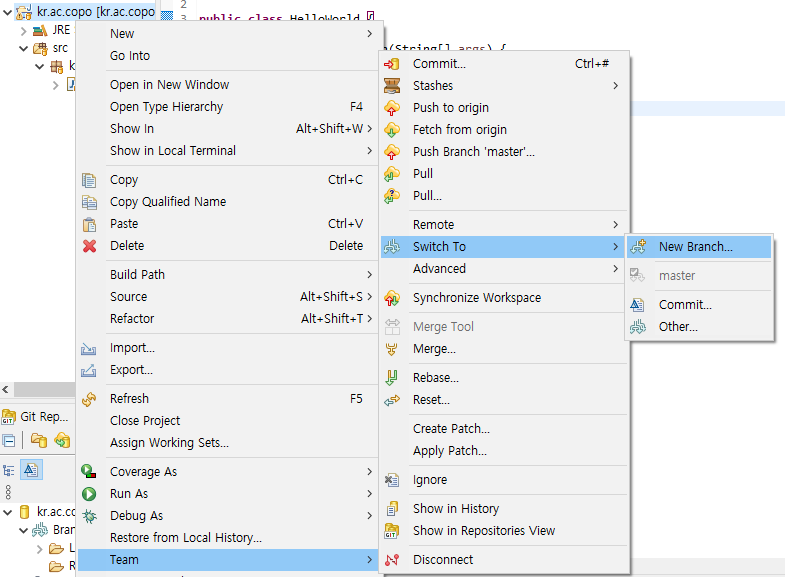 kr.ac.copo [kr.ac.copo
JRE
src
k
2
3
public class HelloWorld {
(String[] args) {
New
Go Into
Open in New Window
Open Type Hierarchy F4
Show In Alt+Shift+W
Show in Local Terminal
Copy Ctrl+C
Copy Qualified Name
Paste Ctrl+V
Delete Delete
Build Path
Source Alt+Shift+S
Refactor Alt+Shift+T
Import...
Export...
Refresh F5
Close Project
Assign Working Sets...
Coverage As
Run As
Debug As
Restore from Local History...
Team
Commit... Ctrl+#
Stashes
Push to origin
Fetch from origin
Push Branch 'master'...
Pull
Pull...
Remote
Switch To
Advanced
Synchronize Workspace
Merge Tool
Merge...
Rebase...
Reset...
Create Patch...
Apply Patch...
Ignore
Show in History
Show in Repositories View
Disconnect
New Branch...
master
Commit...
Other...
Git Rep...
kr.ac.co
Bran
L
R